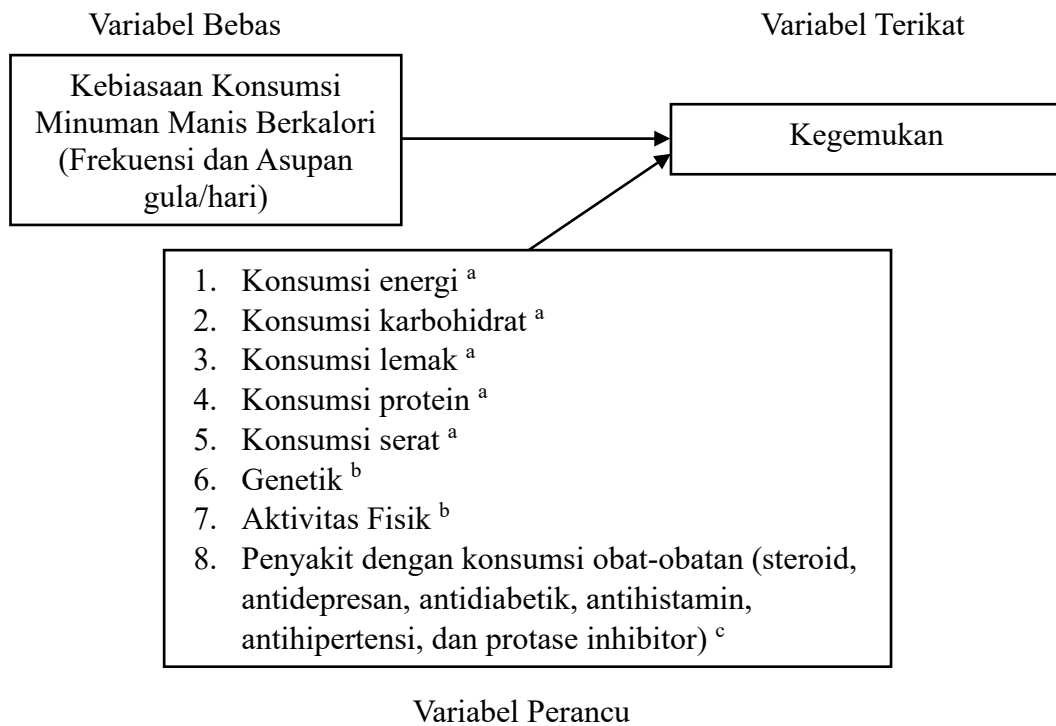 Variabel Bebas
Variabel Terikat
Kebiasaan Konsumsi
Minuman Manis Berkalori
(Frekuensi dan Asupan
gula/hari)
Kegemukan
1. Konsumsi energi ᵃ
2. Konsumsi karbohidrat ᵃ
3. Konsumsi lemak ᵃ
4. Konsumsi protein ᵃ
5. Konsumsi serat ᵃ
6. Genetik ᵇ
7. Aktivitas Fisik ᵇ
8. Penyakit dengan konsumsi obat-obatan (steroid,
antidepresan, antidiabetik, antihistamin,
antihipertensi, dan protase inhibitor) ᶜ
Variabel Perancu